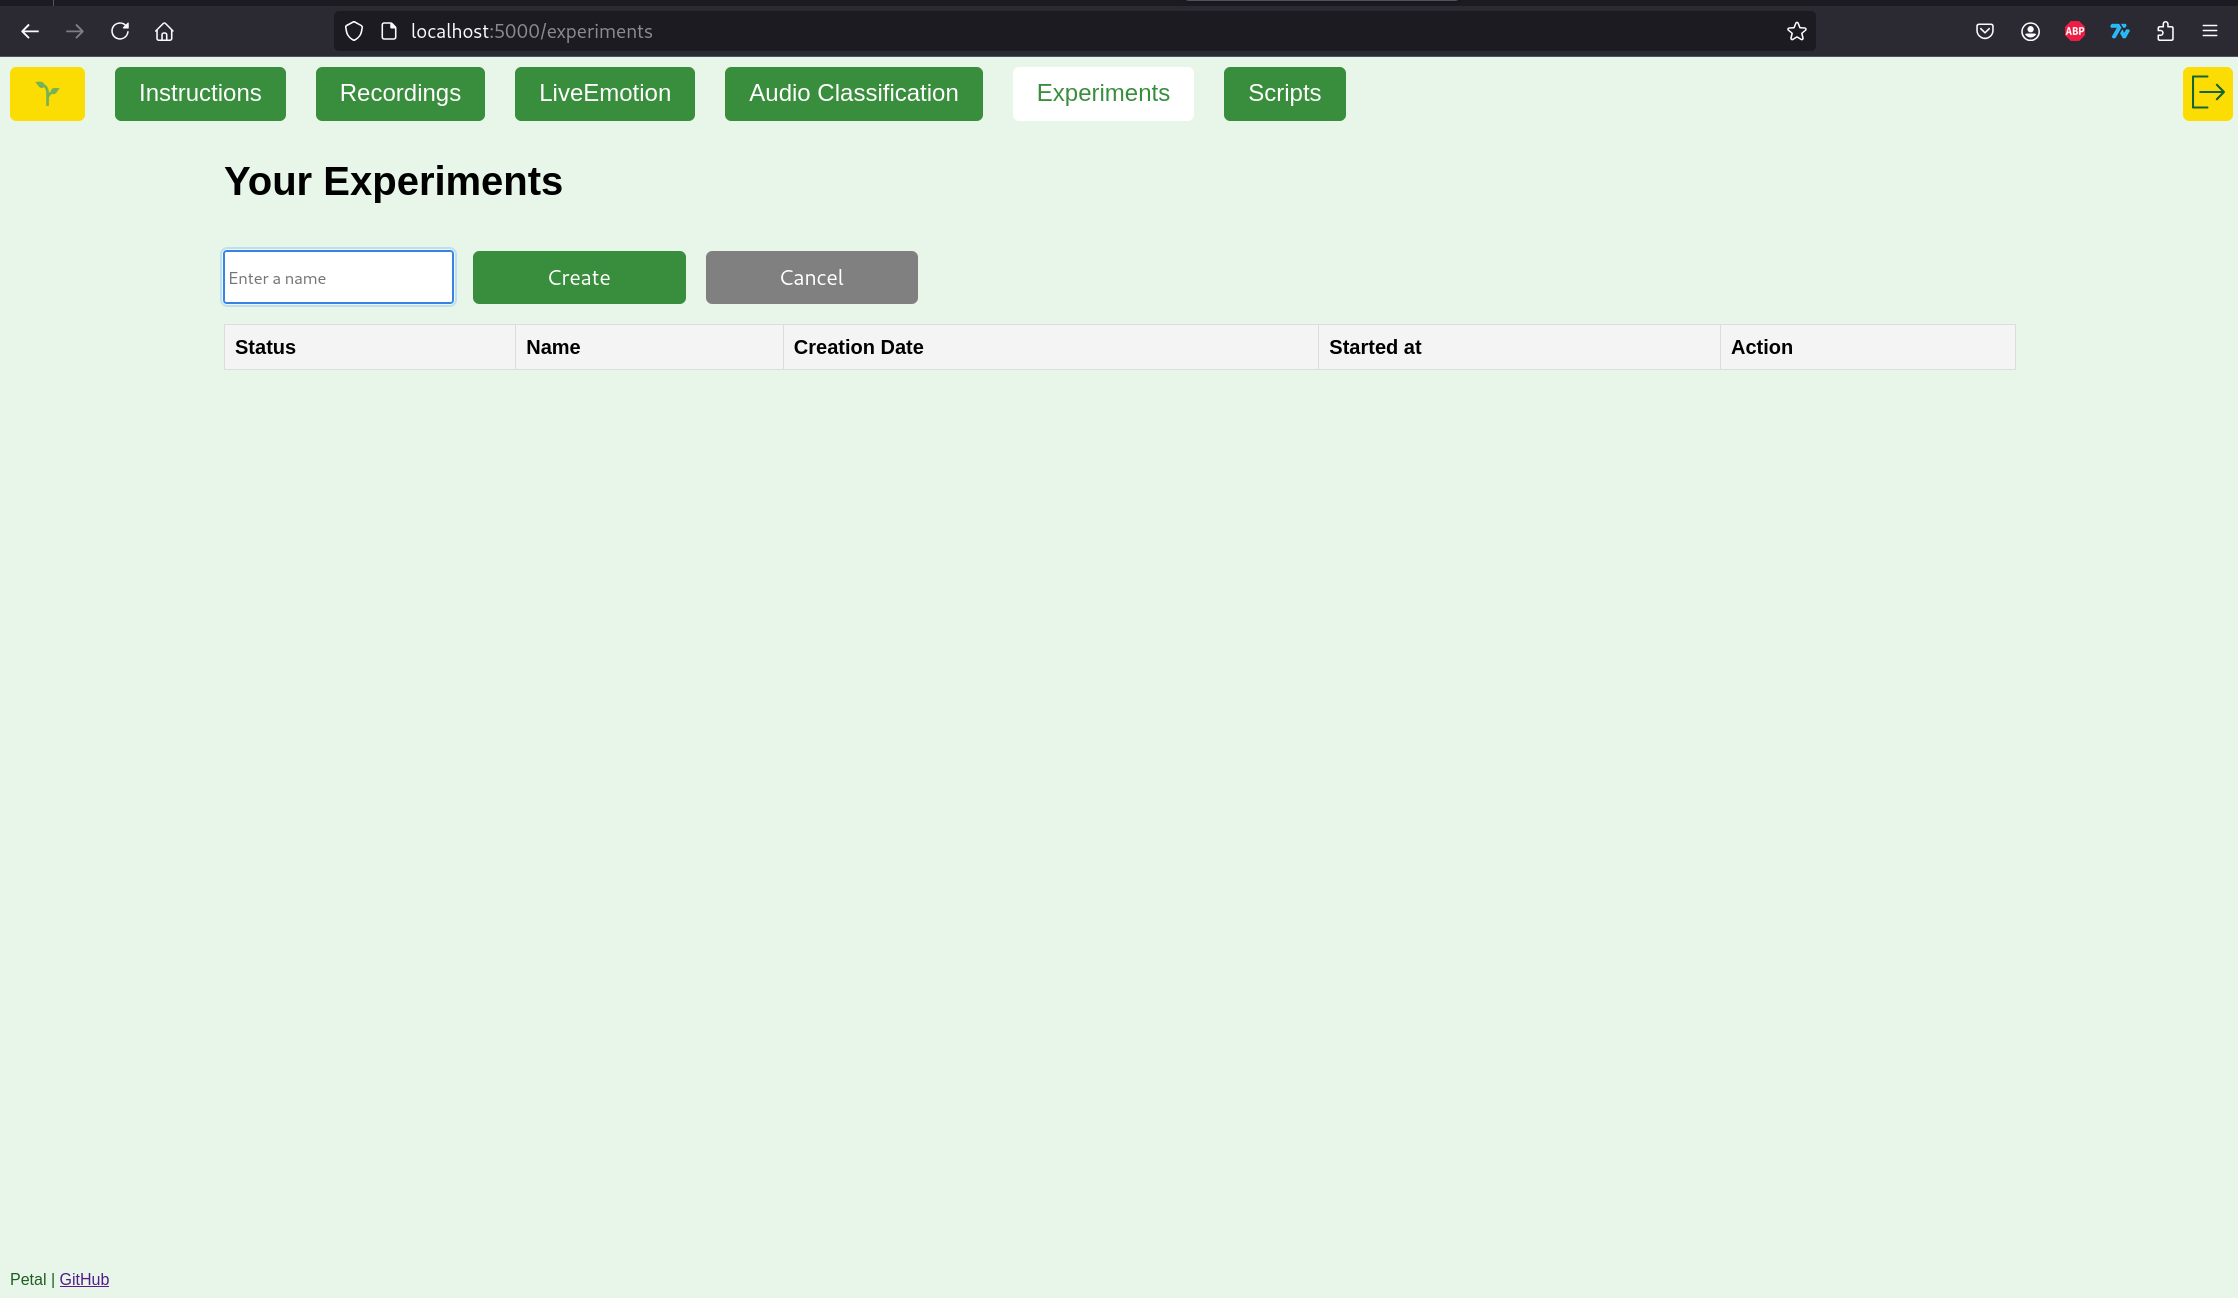 localhost:5000/experiments
ABP
Instructions Recordings LiveEmotion Audio Classification Experiments Scripts
Your Experiments
Enter a name Create Cancel
Status Name Creation Date Started at Action
Petal | GitHub